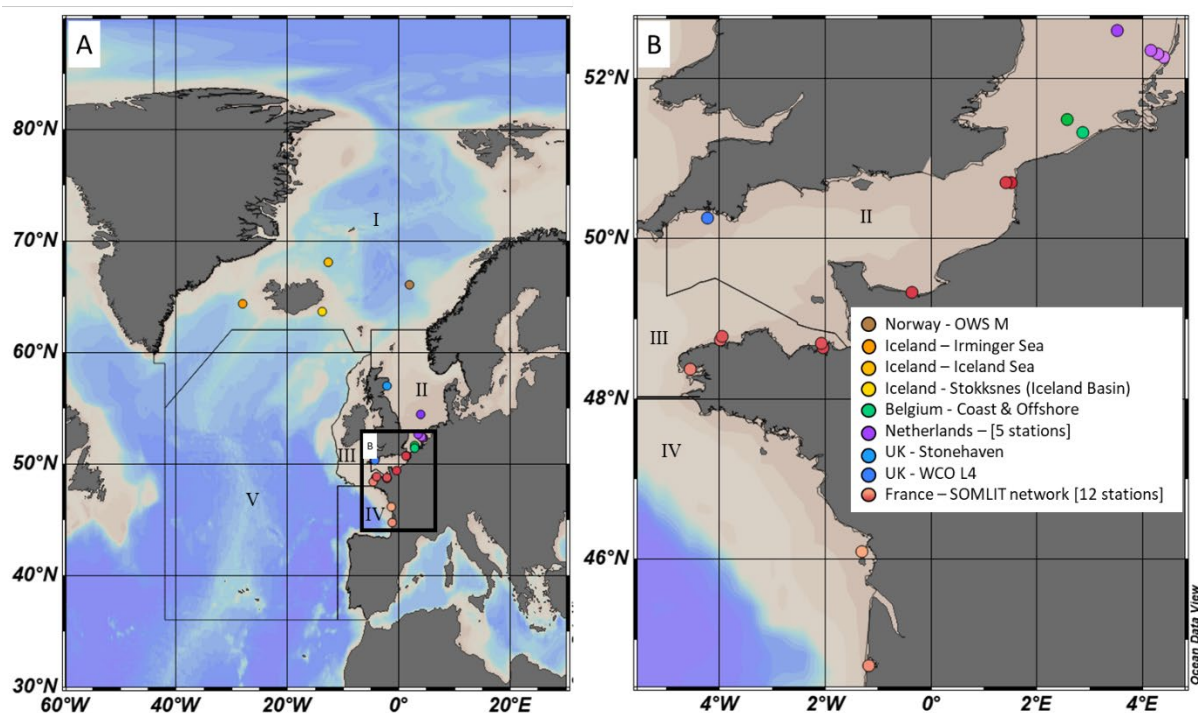 A
80°N
70°N
60°N
50°N
40°N
30°N
60°W
40°W
20°W
0°
20°E
I
II
III
B
IV
V
B
52°N
50°N
48°N
46°N
4°W
2°W
0°
2°E
4°E
II
III
IV
Norway - OWS M
Iceland – Irminger Sea
Iceland – Iceland Sea
Iceland - Stokksnes (Iceland Basin)
Belgium - Coast & Offshore
Netherlands – [5 stations]
UK - Stonehaven
UK - WCO L4
France – SOMLIT network [12 stations]
Ocean Data View